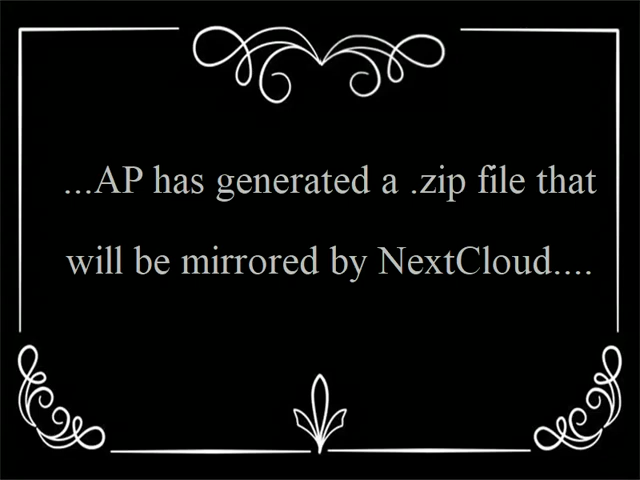 ...AP has generated a .zip file that
will be mirrored by NextCloud....